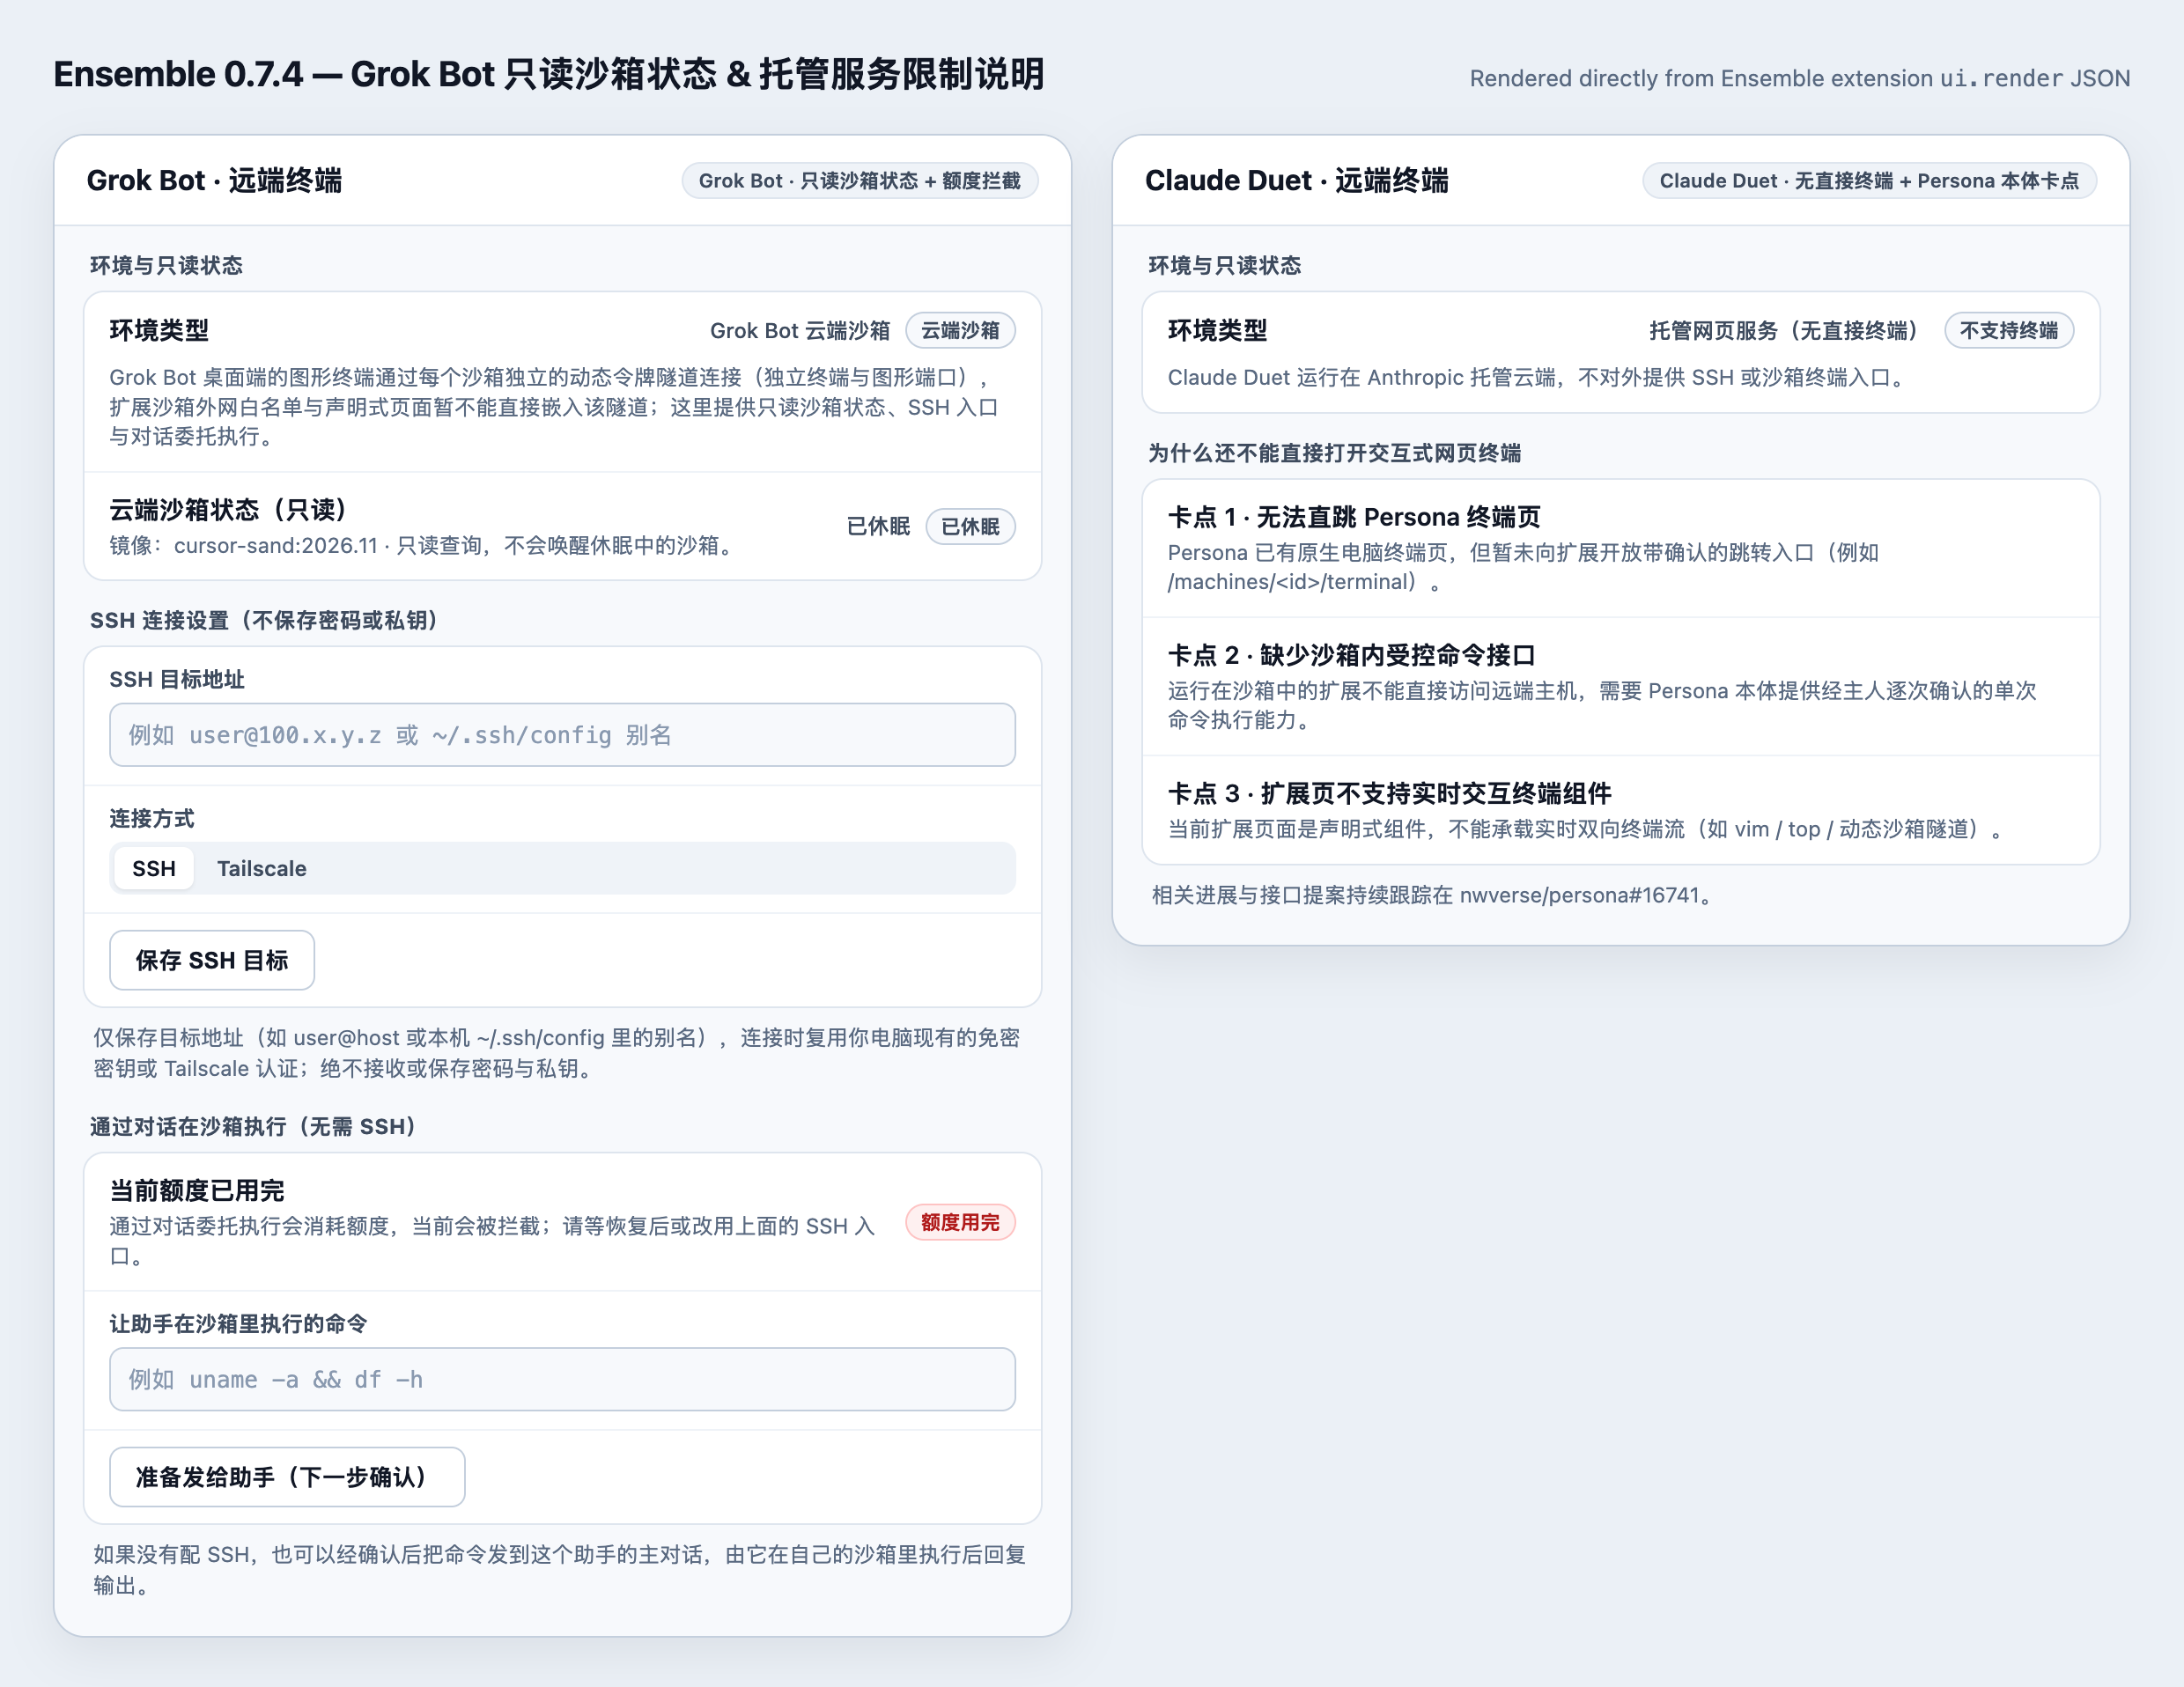 Ensemble 0.7.4 — Grok Bot 只读沙箱状态 & 托管服务限制说明
Rendered directly from Ensemble extension ui.render JSON
Grok Bot · 远端终端
Grok Bot · 只读沙箱状态 + 额度拦截
环境与只读状态
环境类型
Grok Bot 云端沙箱
云端沙箱
Grok Bot 桌面端的图形终端通过每个沙箱独立的动态令牌隧道连接（独立终端与图形端口），
扩展沙箱外网白名单与声明式页面暂不能直接嵌入该隧道；这里提供只读沙箱状态、SSH 入口
与对话委托执行。
云端沙箱状态（只读）
镜像：cursor-sand:2026.11 · 只读查询，不会唤醒休眠中的沙箱。
已休眠
已休眠
SSH 连接设置（不保存密码或私钥）
SSH 目标地址
例如 user@100.x.y.z 或 ~/.ssh/config 别名
连接方式
SSH
Tailscale
保存 SSH 目标
仅保存目标地址（如 user@host 或本机 ~/.ssh/config 里的别名），连接时复用你电脑现有的免密
密钥或 Tailscale 认证；绝不接收或保存密码与私钥。
通过对话在沙箱执行（无需 SSH）
当前额度已用完
通过对话委托执行会消耗额度，当前会被拦截；请等恢复后或改用上面的 SSH 入
口。
额度用完
让助手在沙箱里执行的命令
例如 uname -a && df -h
准备发给助手（下一步确认）
如果没有配 SSH，也可以经确认后把命令发到这个助手的主对话，由它在自己的沙箱里执行后回复
输出。
Claude Duet · 远端终端
Claude Duet · 无直接终端 + Persona 本体卡点
环境与只读状态
环境类型
托管网页服务（无直接终端）
不支持终端
Claude Duet 运行在 Anthropic 托管云端，不对外提供 SSH 或沙箱终端入口。
为什么还不能直接打开交互式网页终端
卡点 1 · 无法直跳 Persona 终端页
Persona 已有原生电脑终端页，但暂未向扩展开放带确认的跳转入口（例如
/machines/<id>/terminal）。
卡点 2 · 缺少沙箱内受控命令接口
运行在沙箱中的扩展不能直接访问远端主机，需要 Persona 本体提供经主人逐次确认的单次
命令执行能力。
卡点 3 · 扩展页不支持实时交互终端组件
当前扩展页面是声明式组件，不能承载实时双向终端流（如 vim / top / 动态沙箱隧道）。
相关进展与接口提案持续跟踪在 nwverse/persona#16741。